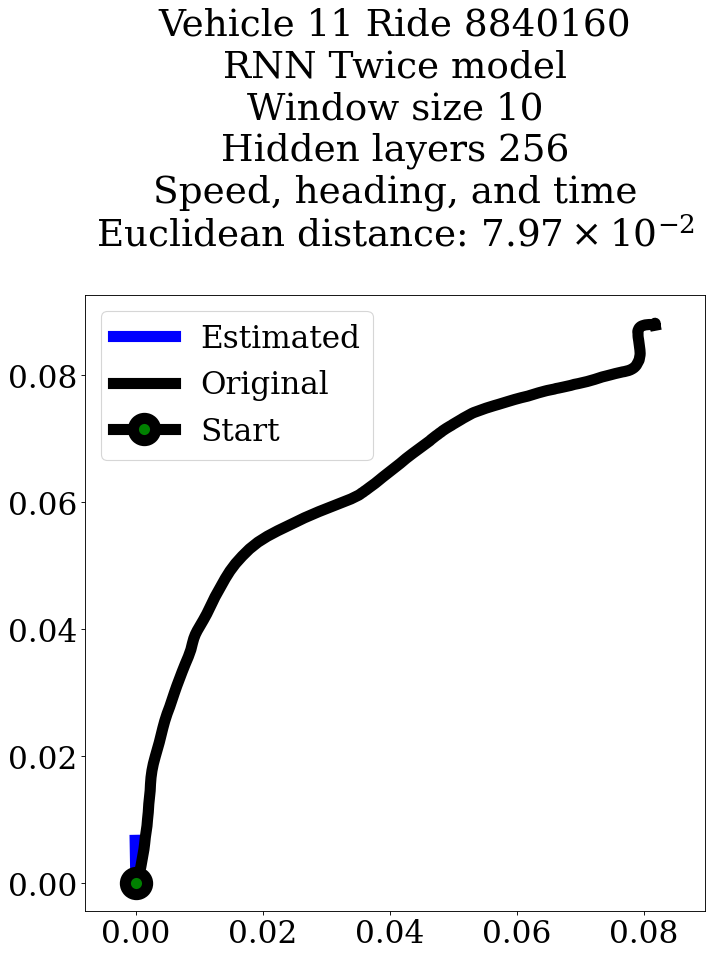 Vehicle 11 Ride 8840160
RNN Twice model
Window size 10
Hidden layers 256
Speed, heading, and time
Euclidean distance: 7.97 × 10⁻²
Estimated
Original
Start
0.08
0.06
0.04
0.02
0.00
0.00 0.02 0.04 0.06 0.08